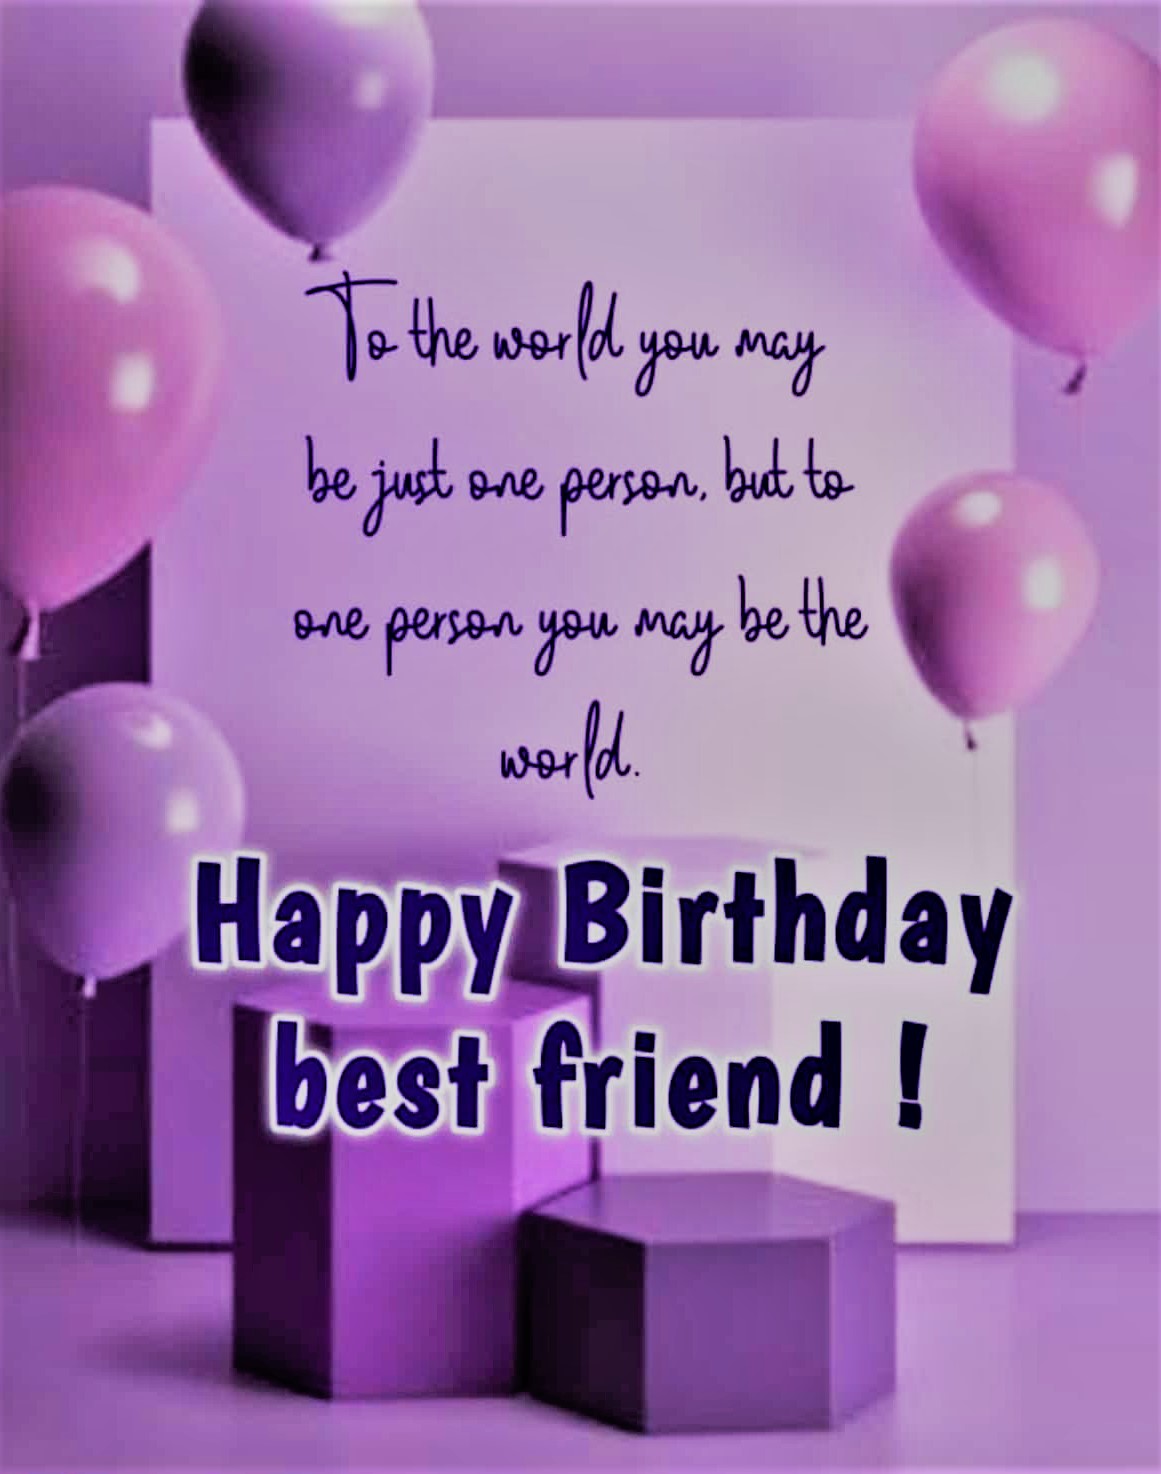 To the world you may
be just one person, but to
one person you may be the
world.
Happy Birthday
best friend !